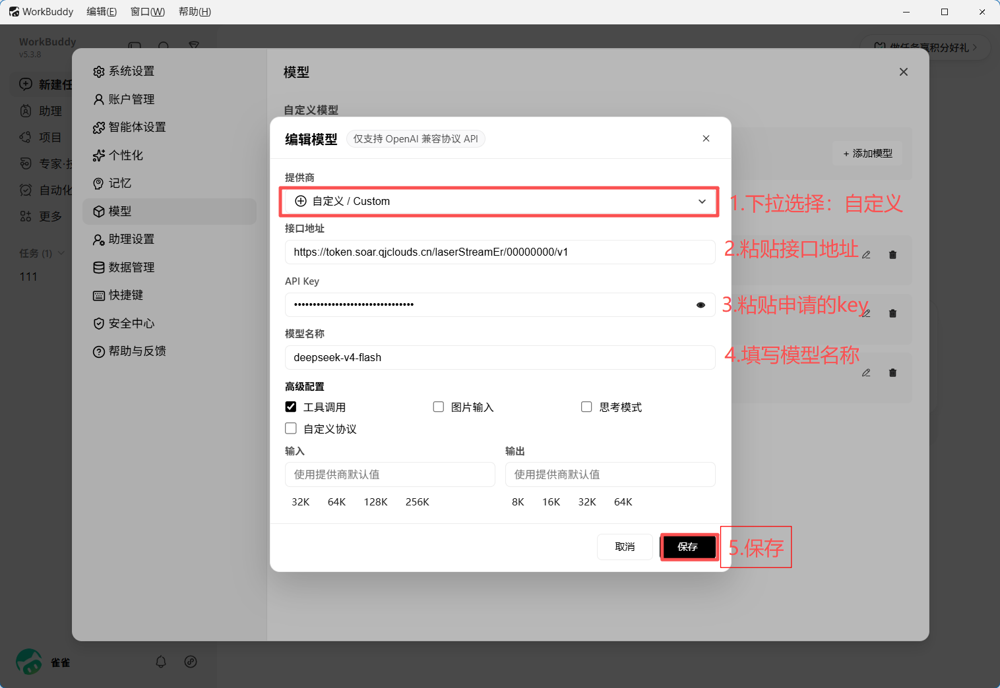 WorkBuddy 编辑(E) 窗口(W) 帮助(H)
WorkBuddy
v5.3.8
新建任
助理
项目
专家·技
自动化
更多
任务 (1)
111
雀雀
做任务赢积分好礼
系统设置
账户管理
智能体设置
个性化
记忆
模型
助理设置
数据管理
快捷键
安全中心
帮助与反馈
模型
自定义模型
+ 添加模型
编辑模型 仅支持 OpenAI 兼容协议 API
提供商
自定义 / Custom
1.下拉选择：自定义
接口地址
https://token.soar.qjclouds.cn/laserStreamEr/00000000/v1
2.粘贴接口地址
API Key
••••••••••••••••••••••••••••••••
3.粘贴申请的key
模型名称
deepseek-v4-flash
4.填写模型名称
高级配置
工具调用 图片输入 思考模式
自定义协议
输入 输出
使用提供商默认值 使用提供商默认值
32K 64K 128K 256K 8K 16K 32K 64K
取消 保存
5.保存